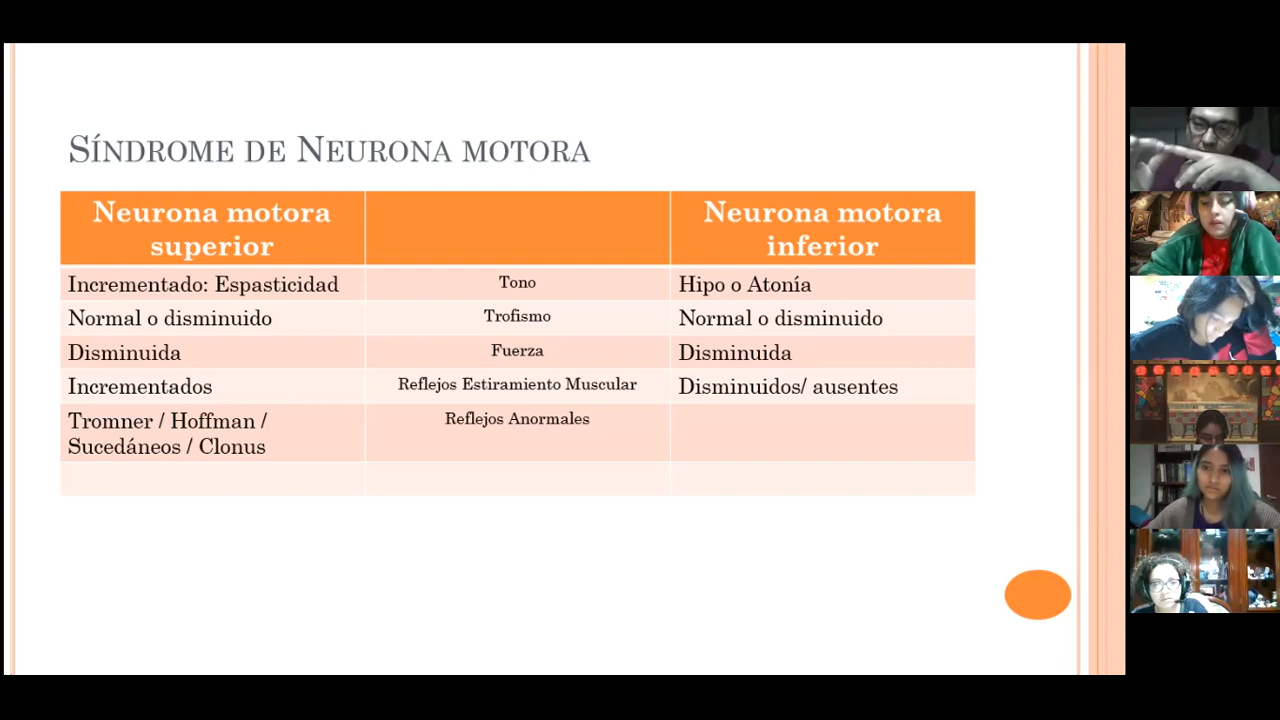 Síndrome de Neurona motora
Neurona motora
superior
Neurona motora
inferior
Incrementado: Espasticidad
Tono
Hipo o Atonía
Normal o disminuido
Trofismo
Normal o disminuido
Disminuida
Fuerza
Disminuida
Incrementados
Reflejos Estiramiento Muscular
Disminuidos/ ausentes
Tromner / Hoffman /
Sucedáneos / Clonus
Reflejos Anormales